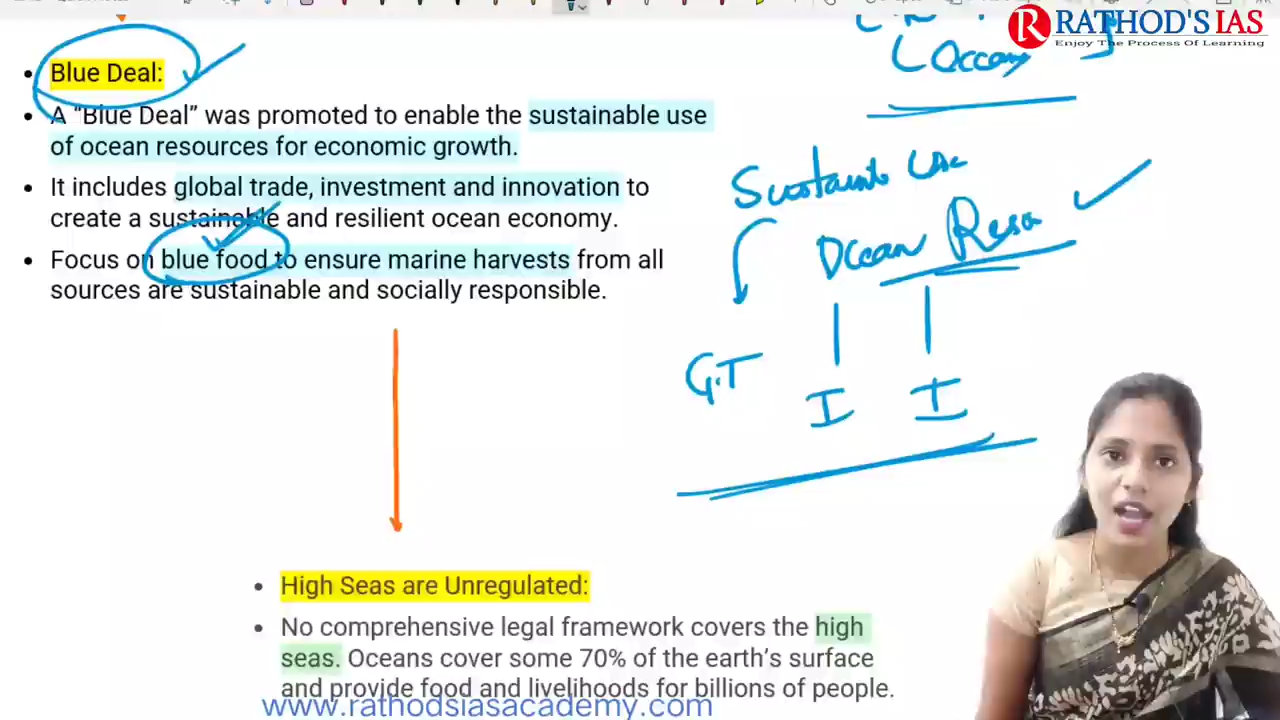 RATHOD'S IAS
Enjoy The Process Of Learning
(Ocean
Blue Deal:
A “Blue Deal” was promoted to enable the sustainable use
of ocean resources for economic growth.
It includes global trade, investment and innovation to
create a sustainable and resilient ocean economy.
Focus on blue food to ensure marine harvests from all
sources are sustainable and socially responsible.
Ocean
G.T
I I
High Seas are Unregulated:
No comprehensive legal framework covers the high
seas. Oceans cover some 70% of the earth’s surface
and provide food and livelihoods for billions of people.
www.rathodsiasacademy.com